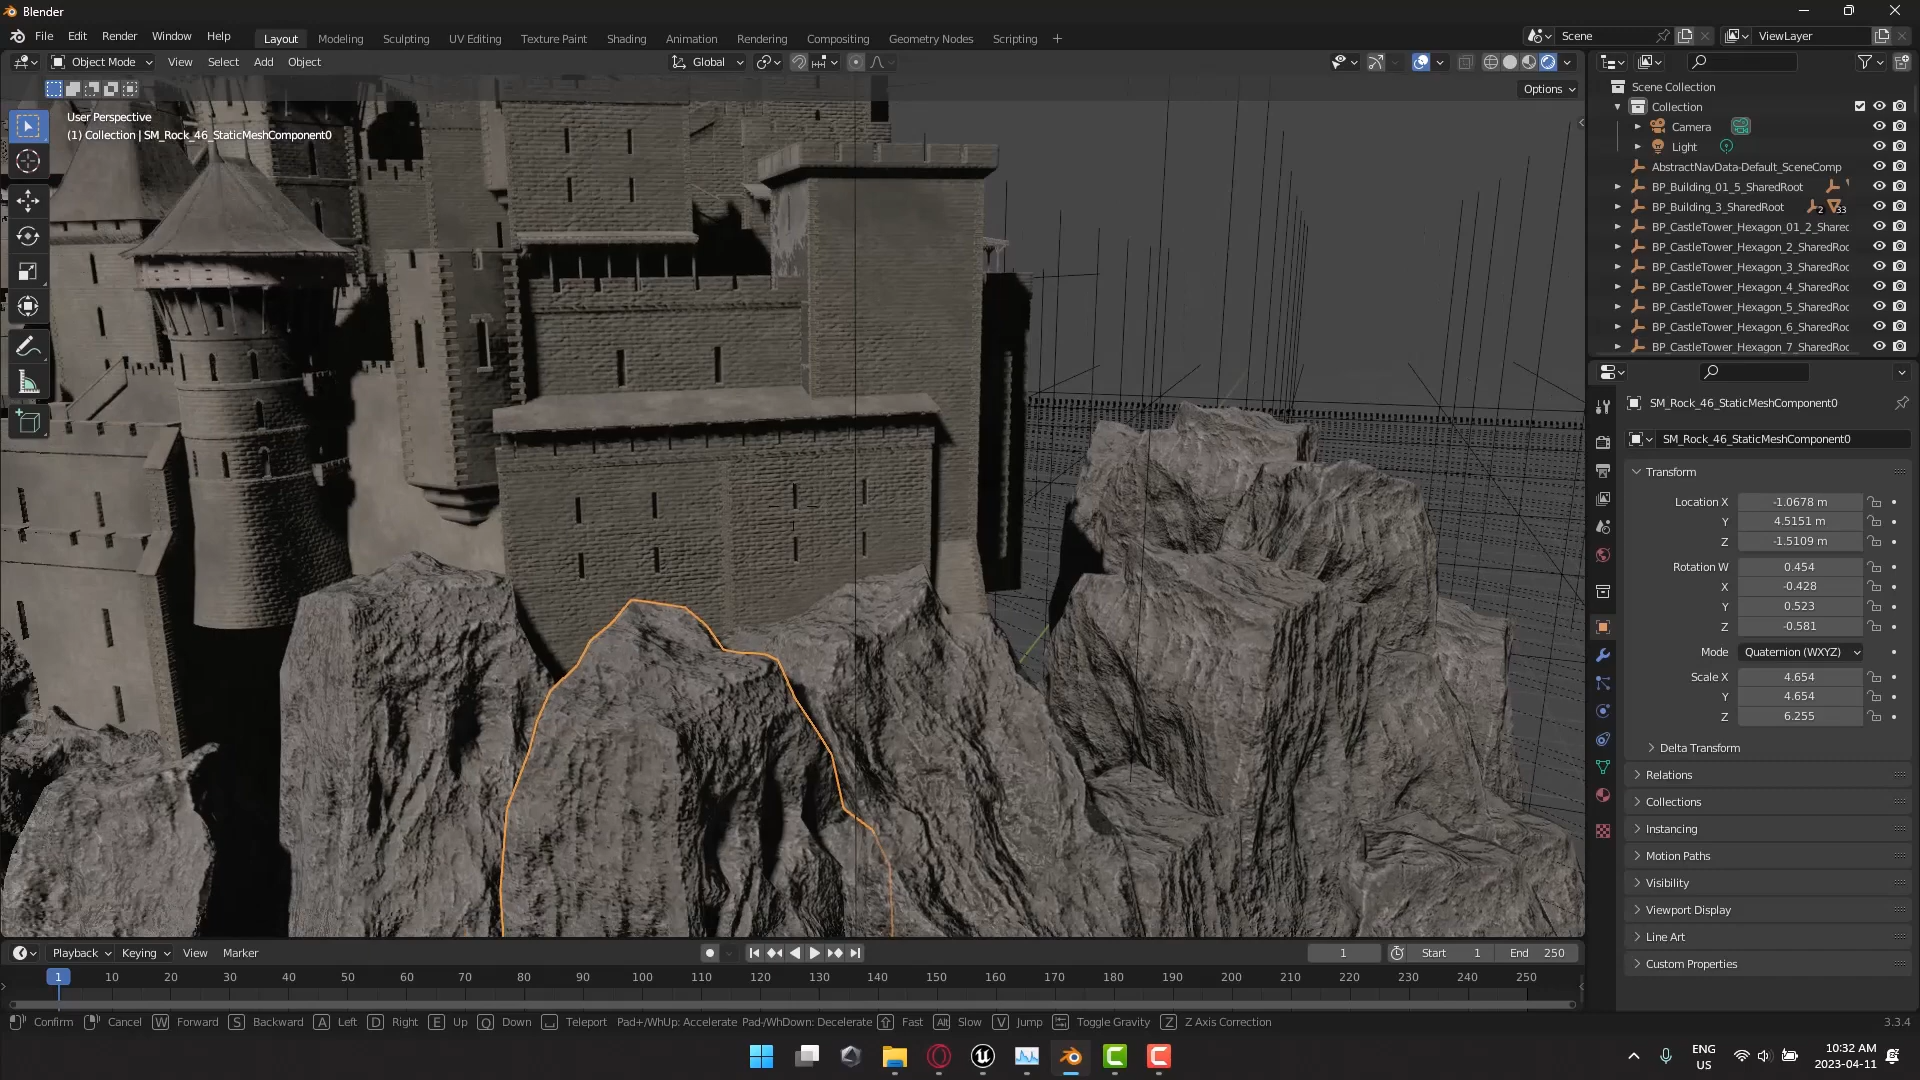 Blender
File Edit Render Window Help
Layout Modeling Sculpting UV Editing Texture Paint Shading Animation Rendering Compositing Geometry Nodes Scripting +
Scene
ViewLayer
Object Mode View Select Add Object
Global
Options
User Perspective
(1) Collection | SM_Rock_46_StaticMeshComponent0
Scene Collection
Collection
Camera
Light
AbstractNavData-Default_SceneComp
BP_Building_01_5_SharedRoot
BP_Building_3_SharedRoot 2 33
BP_CastleTower_Hexagon_01_2_Sharec
BP_CastleTower_Hexagon_2_SharedRoc
BP_CastleTower_Hexagon_3_SharedRoc
BP_CastleTower_Hexagon_4_SharedRoc
BP_CastleTower_Hexagon_5_SharedRoc
BP_CastleTower_Hexagon_6_SharedRoc
BP_CastleTower_Hexagon_7_SharedRoc
SM_Rock_46_StaticMeshComponent0
SM_Rock_46_StaticMeshComponent0
Transform
Location X -1.0678 m
Y 4.5151 m
Z -1.5109 m
Rotation W 0.454
X -0.428
Y 0.523
Z -0.581
Mode Quaternion (WXYZ)
Scale X 4.654
Y 4.654
Z 6.255
Delta Transform
Relations
Collections
Instancing
Motion Paths
Visibility
Viewport Display
Line Art
Custom Properties
Playback Keying View Marker
1 Start 1 End 250
1 10 20 30 40 50 60 70 80 90 100 110 120 130 140 150 160 170 180 190 200 210 220 230 240 250
Confirm Cancel W Forward S Backward A Left D Right E Up Q Down Teleport Pad+/WhUp: Accelerate Pad-/WhDown: Decelerate Fast Alt Slow V Jump Toggle Gravity Z Z Axis Correction
3.3.4
ENG
US
10:32 AM
2023-04-11